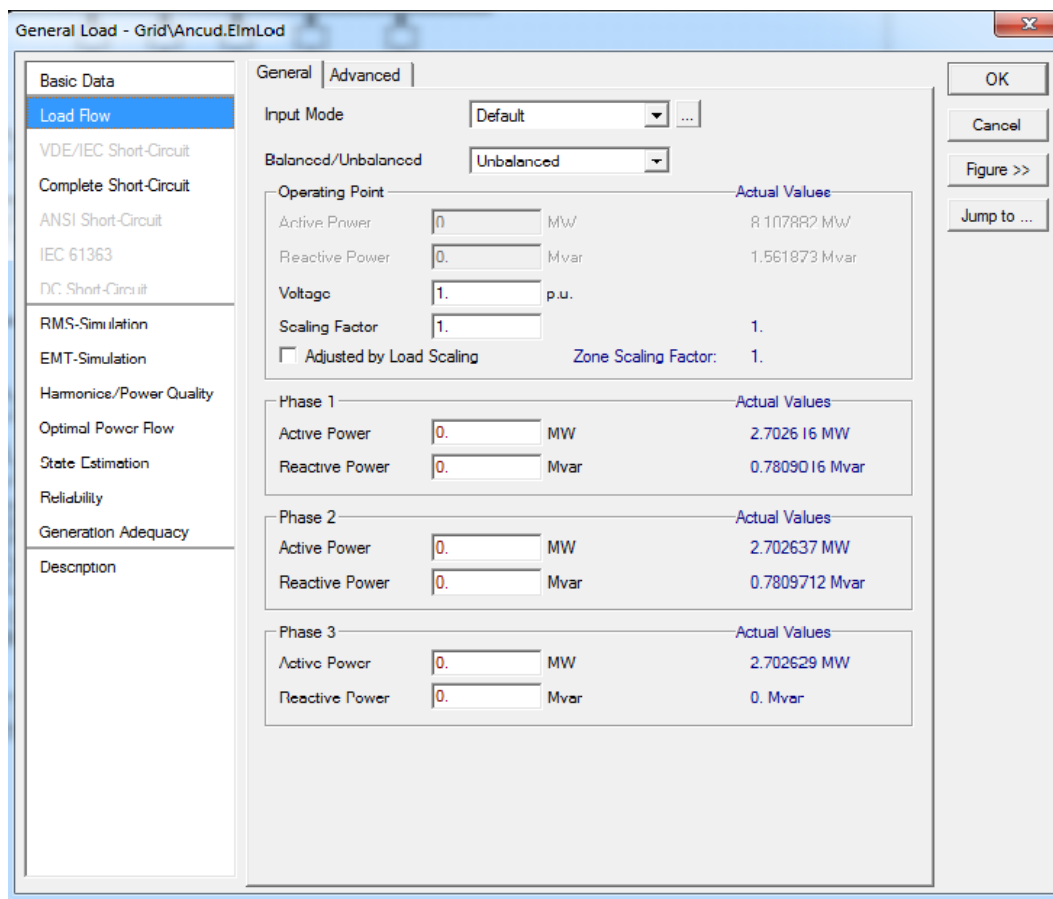 General Load - Grid\Ancud.ElmLod
Basic Data
Load Flow
VDE/IEC Short-Circuit
Complete Short-Circuit
ANSI Short-Circuit
IEC 61363
DC Short-Circuit
RMS-Simulation
EMT-Simulation
Harmonics/Power Quality
Optimal Power Flow
State Estimation
Reliability
Generation Adequacy
Description
General Advanced
Input Mode Default ...
Balanced/Unbalanced Unbalanced
Operating Point Actual Values
Active Power 0 MW 8.107882 MW
Reactive Power 0. Mvar 1.561873 Mvar
Voltage 1. p.u.
Scaling Factor 1. 1.
Adjusted by Load Scaling Zone Scaling Factor: 1.
Phase 1 Actual Values
Active Power 0. MW 2.702616 MW
Reactive Power 0. Mvar 0.7809016 Mvar
Phase 2 Actual Values
Active Power 0. MW 2.702637 MW
Reactive Power 0. Mvar 0.7809712 Mvar
Phase 3 Actual Values
Active Power 0. MW 2.702629 MW
Reactive Power 0. Mvar 0. Mvar
OK
Cancel
Figure >>
Jump to ...